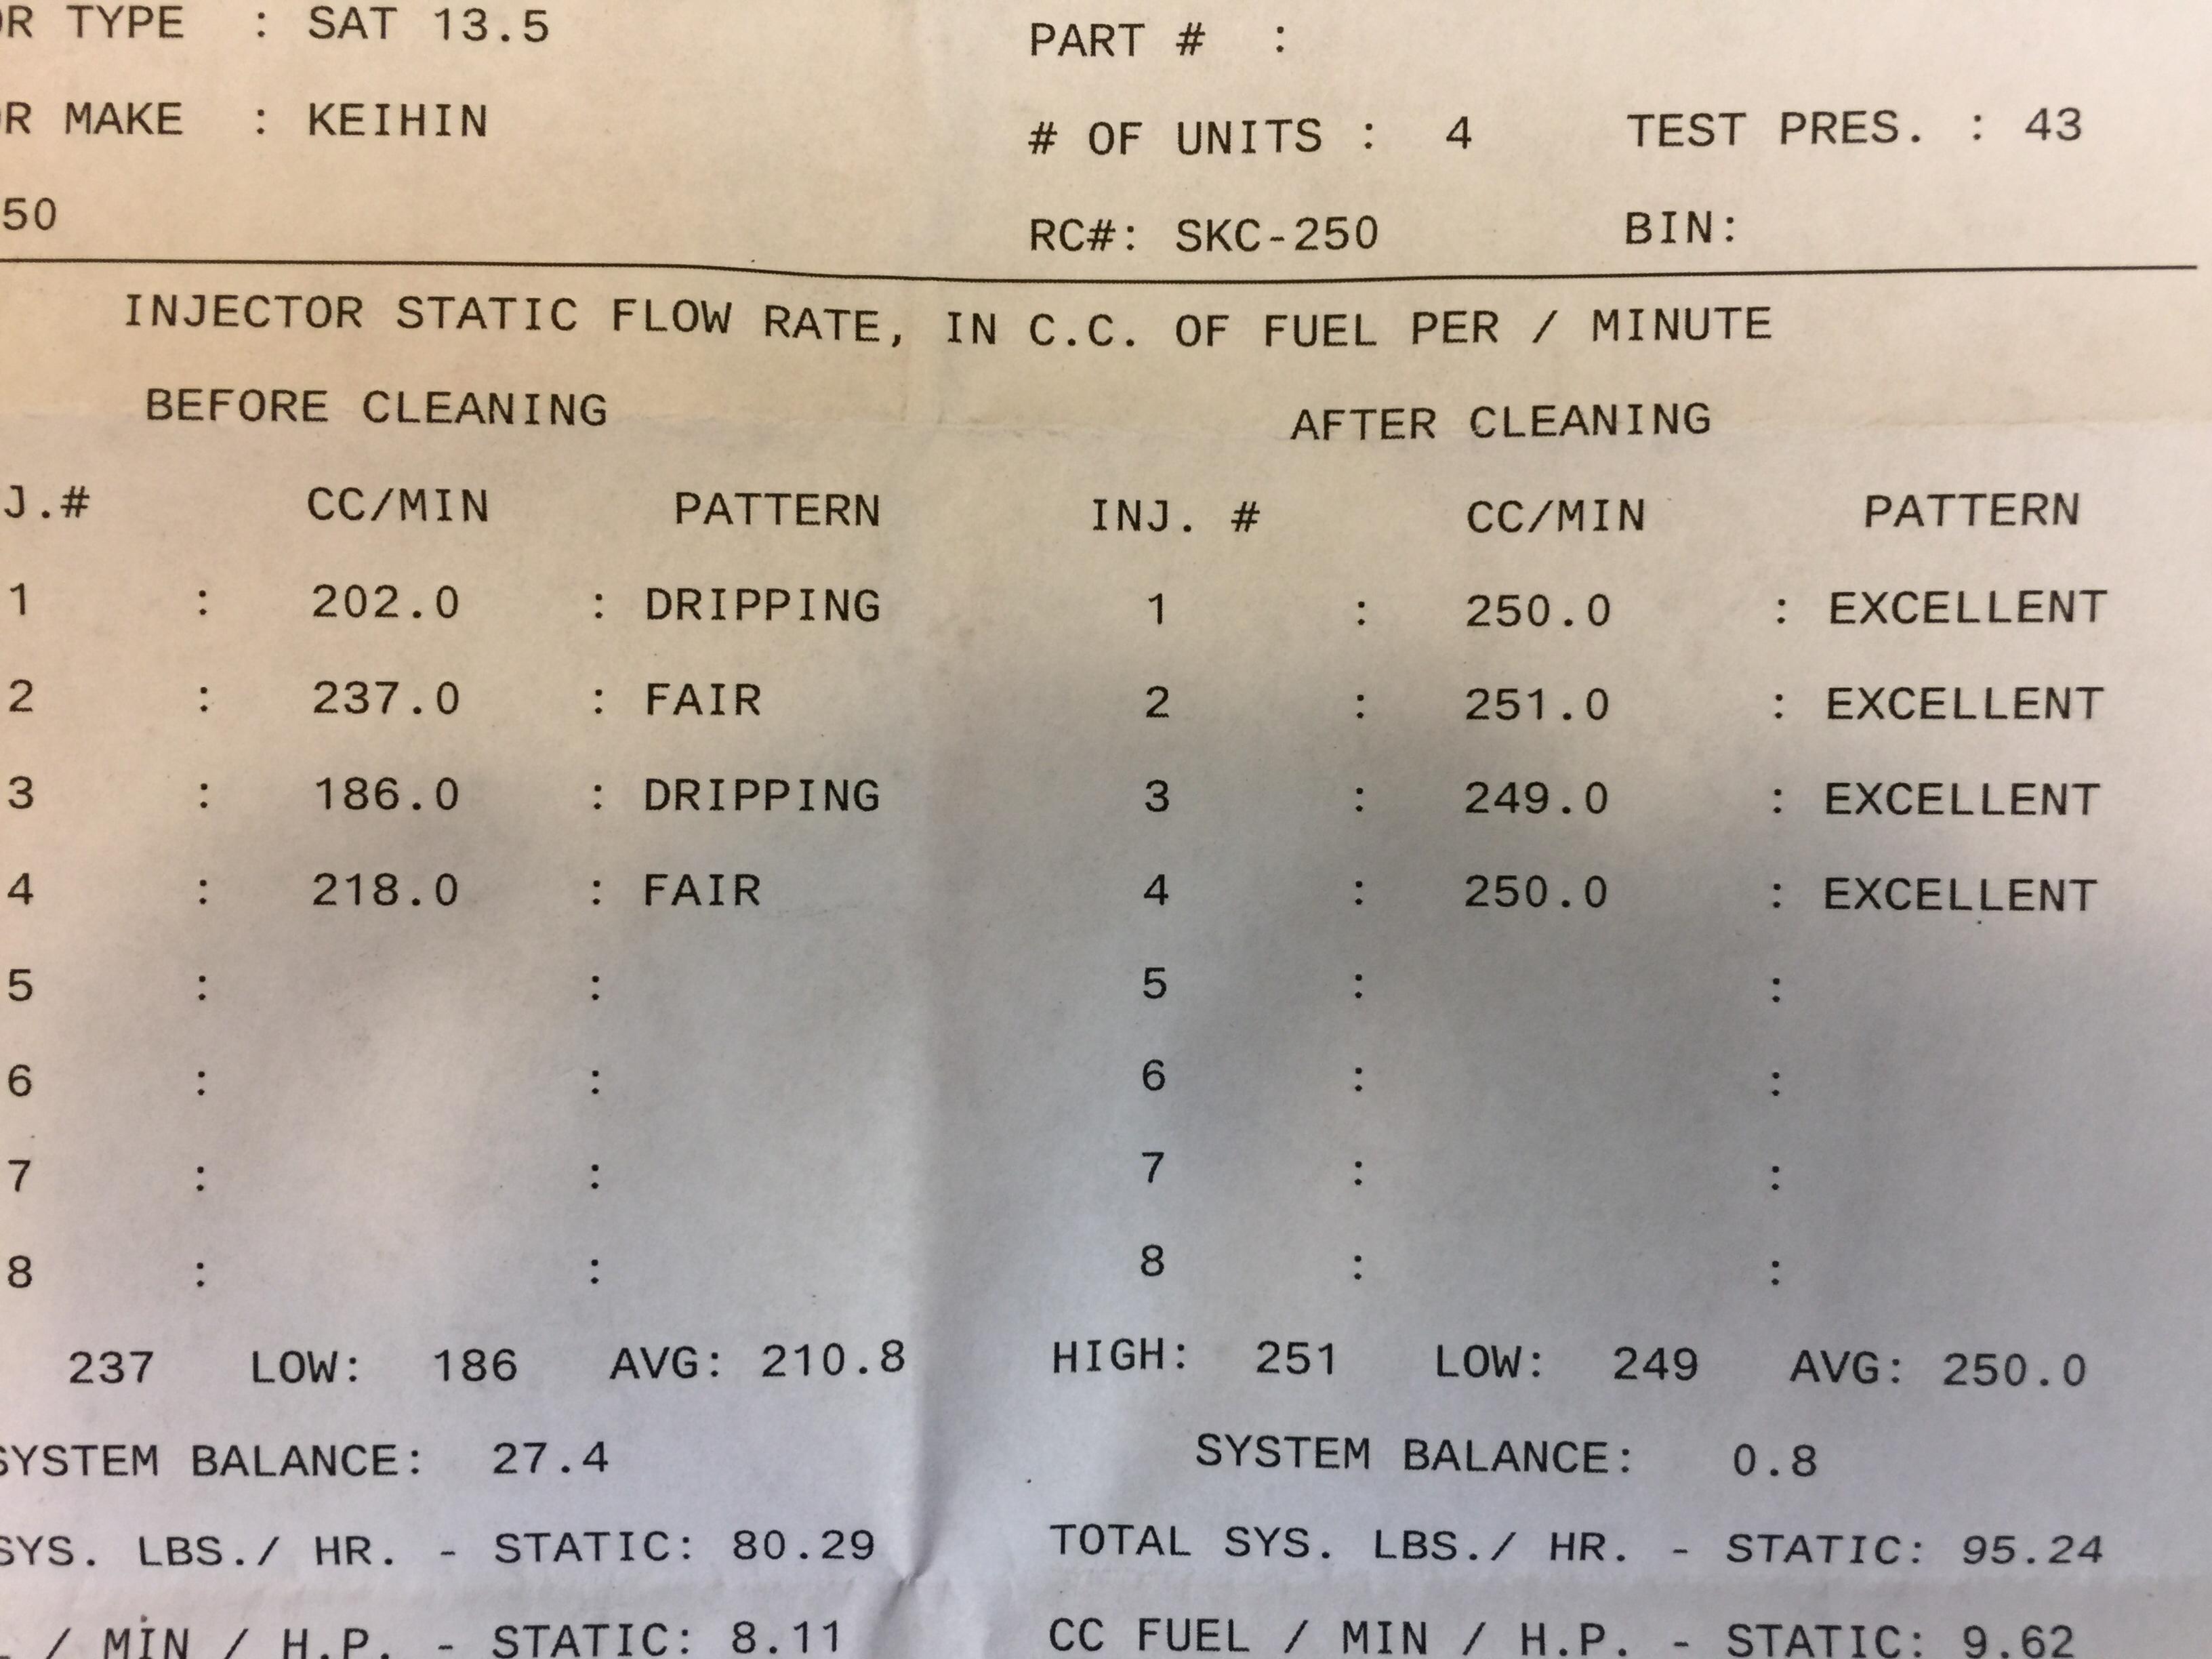 OR TYPE : SAT 13.5 PART # :
OR MAKE : KEIHIN # OF UNITS : 4 TEST PRES. : 43
50 RC#: SKC-250 BIN:
INJECTOR STATIC FLOW RATE, IN C.C. OF FUEL PER / MINUTE
BEFORE CLEANING AFTER CLEANING
J.# CC/MIN PATTERN INJ. # CC/MIN PATTERN
1 : 202.0 : DRIPPING 1 : 250.0 : EXCELLENT
2 : 237.0 : FAIR 2 : 251.0 : EXCELLENT
3 : 186.0 : DRIPPING 3 : 249.0 : EXCELLENT
4 : 218.0 : FAIR 4 : 250.0 : EXCELLENT
5 : : 5 : :
6 : : 6 : :
7 : : 7 : :
8 : : 8 : :
237 LOW: 186 AVG: 210.8 HIGH: 251 LOW: 249 AVG: 250.0
SYSTEM BALANCE: 27.4 SYSTEM BALANCE: 0.8
SYS. LBS./ HR. - STATIC: 80.29 TOTAL SYS. LBS./ HR. - STATIC: 95.24
/ MIN / H.P. - STATIC: 8.11 CC FUEL / MIN / H.P. - STATIC: 9.62